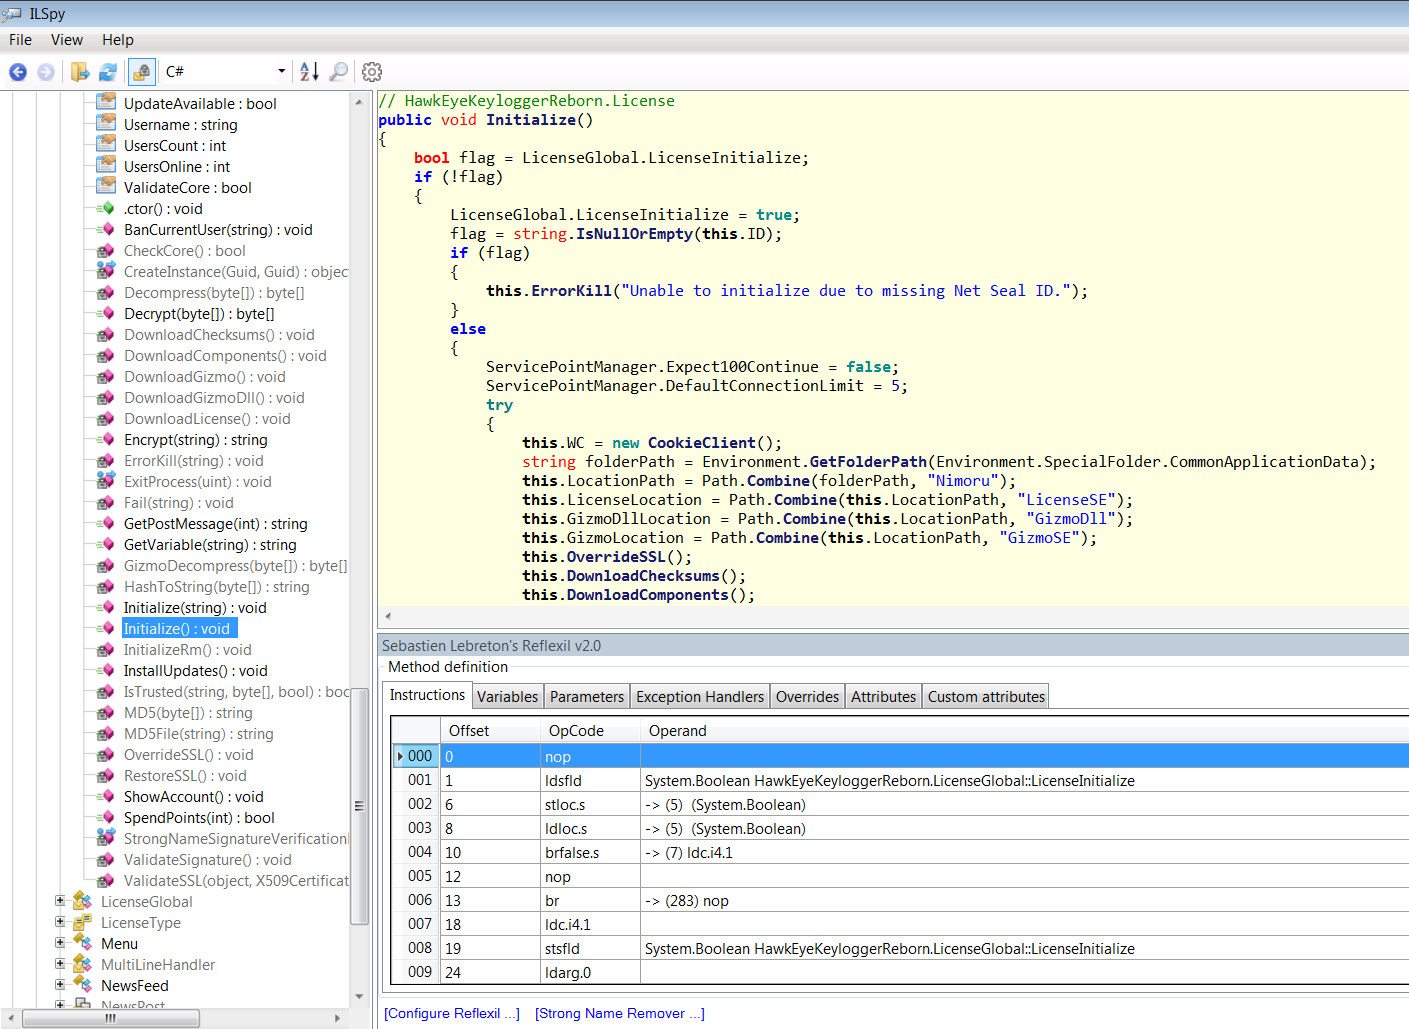 ILSpy
File View Help
C#
UpdateAvailable : bool
Username : string
UsersCount : int
UsersOnline : int
ValidateCore : bool
.ctor() : void
BanCurrentUser(string) : void
CheckCore() : bool
CreateInstance(Guid, Guid) : objec
Decompress(byte[]) : byte[]
Decrypt(byte[]) : byte[]
DownloadChecksums() : void
DownloadComponents() : void
DownloadGizmo() : void
DownloadGizmoDll() : void
DownloadLicense() : void
Encrypt(string) : string
ErrorKill(string) : void
ExitProcess(uint) : void
Fail(string) : void
GetPostMessage(int) : string
GetVariable(string) : string
GizmoDecompress(byte[]) : byte[]
HashToString(byte[]) : string
Initialize(string) : void
Initialize() : void
InitializeRm() : void
InstallUpdates() : void
IsTrusted(string, byte[], bool) : boo
MD5(byte[]) : string
MD5File(string) : string
OverrideSSL() : void
RestoreSSL() : void
ShowAccount() : void
SpendPoints(int) : bool
StrongNameSignatureVerification
ValidateSignature() : void
ValidateSSL(object, X509Certificat
LicenseGlobal
LicenseType
Menu
MultiLineHandler
NewsFeed
NewsPost
// HawkEyeKeyloggerReborn.License
public void Initialize()
{
bool flag = LicenseGlobal.LicenseInitialize;
if (!flag)
{
LicenseGlobal.LicenseInitialize = true;
flag = string.IsNullOrEmpty(this.ID);
if (flag)
{
this.ErrorKill("Unable to initialize due to missing Net Seal ID.");
}
else
{
ServicePointManager.Expect100Continue = false;
ServicePointManager.DefaultConnectionLimit = 5;
try
{
this.WC = new CookieClient();
string folderPath = Environment.GetFolderPath(Environment.SpecialFolder.CommonApplicationData);
this.LocationPath = Path.Combine(folderPath, "Nimoru");
this.LicenseLocation = Path.Combine(this.LocationPath, "LicenseSE");
this.GizmoDllLocation = Path.Combine(this.LocationPath, "GizmoDll");
this.GizmoLocation = Path.Combine(this.LocationPath, "GizmoSE");
this.OverrideSSL();
this.DownloadChecksums();
this.DownloadComponents();
Sebastien Lebreton's Reflexil v2.0
Method definition
Instructions Variables Parameters Exception Handlers Overrides Attributes Custom attributes
Offset OpCode Operand
000 0 nop
001 1 ldsfld System.Boolean HawkEyeKeyloggerReborn.LicenseGlobal::LicenseInitialize
002 6 stloc.s -> (5) (System.Boolean)
003 8 ldloc.s -> (5) (System.Boolean)
004 10 brfalse.s -> (7) ldc.i4.1
005 12 nop
006 13 br -> (283) nop
007 18 ldc.i4.1
008 19 stsfld System.Boolean HawkEyeKeyloggerReborn.LicenseGlobal::LicenseInitialize
009 24 ldarg.0
[Configure Reflexil ...] [Strong Name Remover ...]